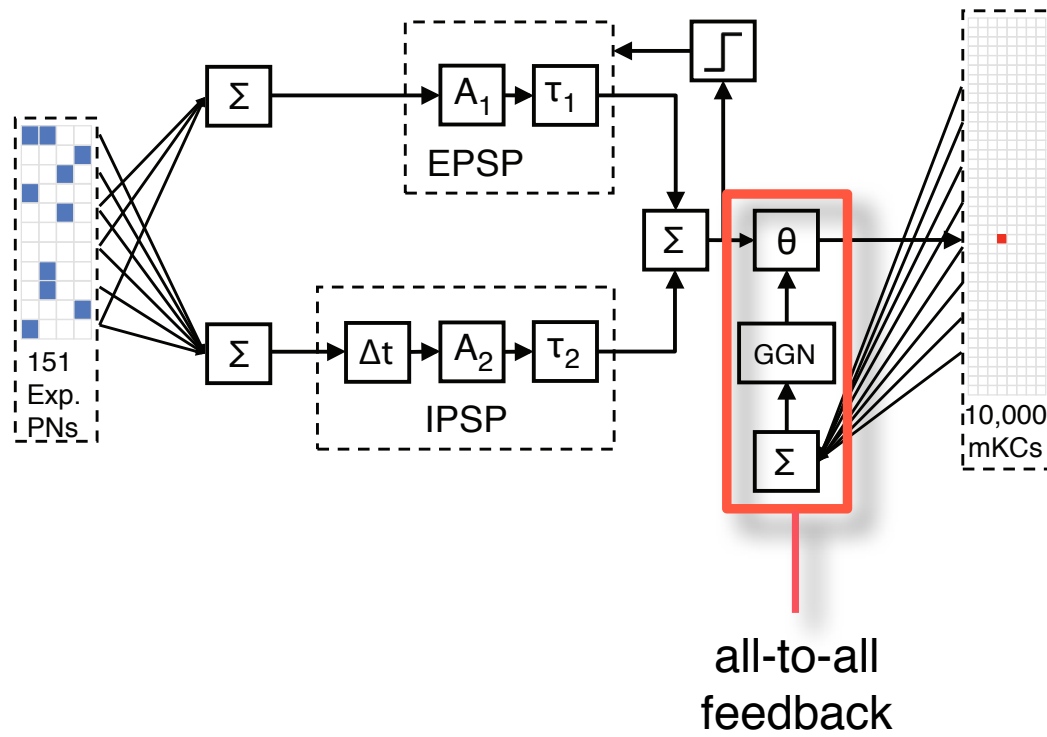 Σ
A1
τ1
EPSP
151
Exp.
PNs
Σ
Δt
A2
τ2
IPSP
Σ
θ
GGN
Σ
10,000
mKCs
all-to-all
feedback